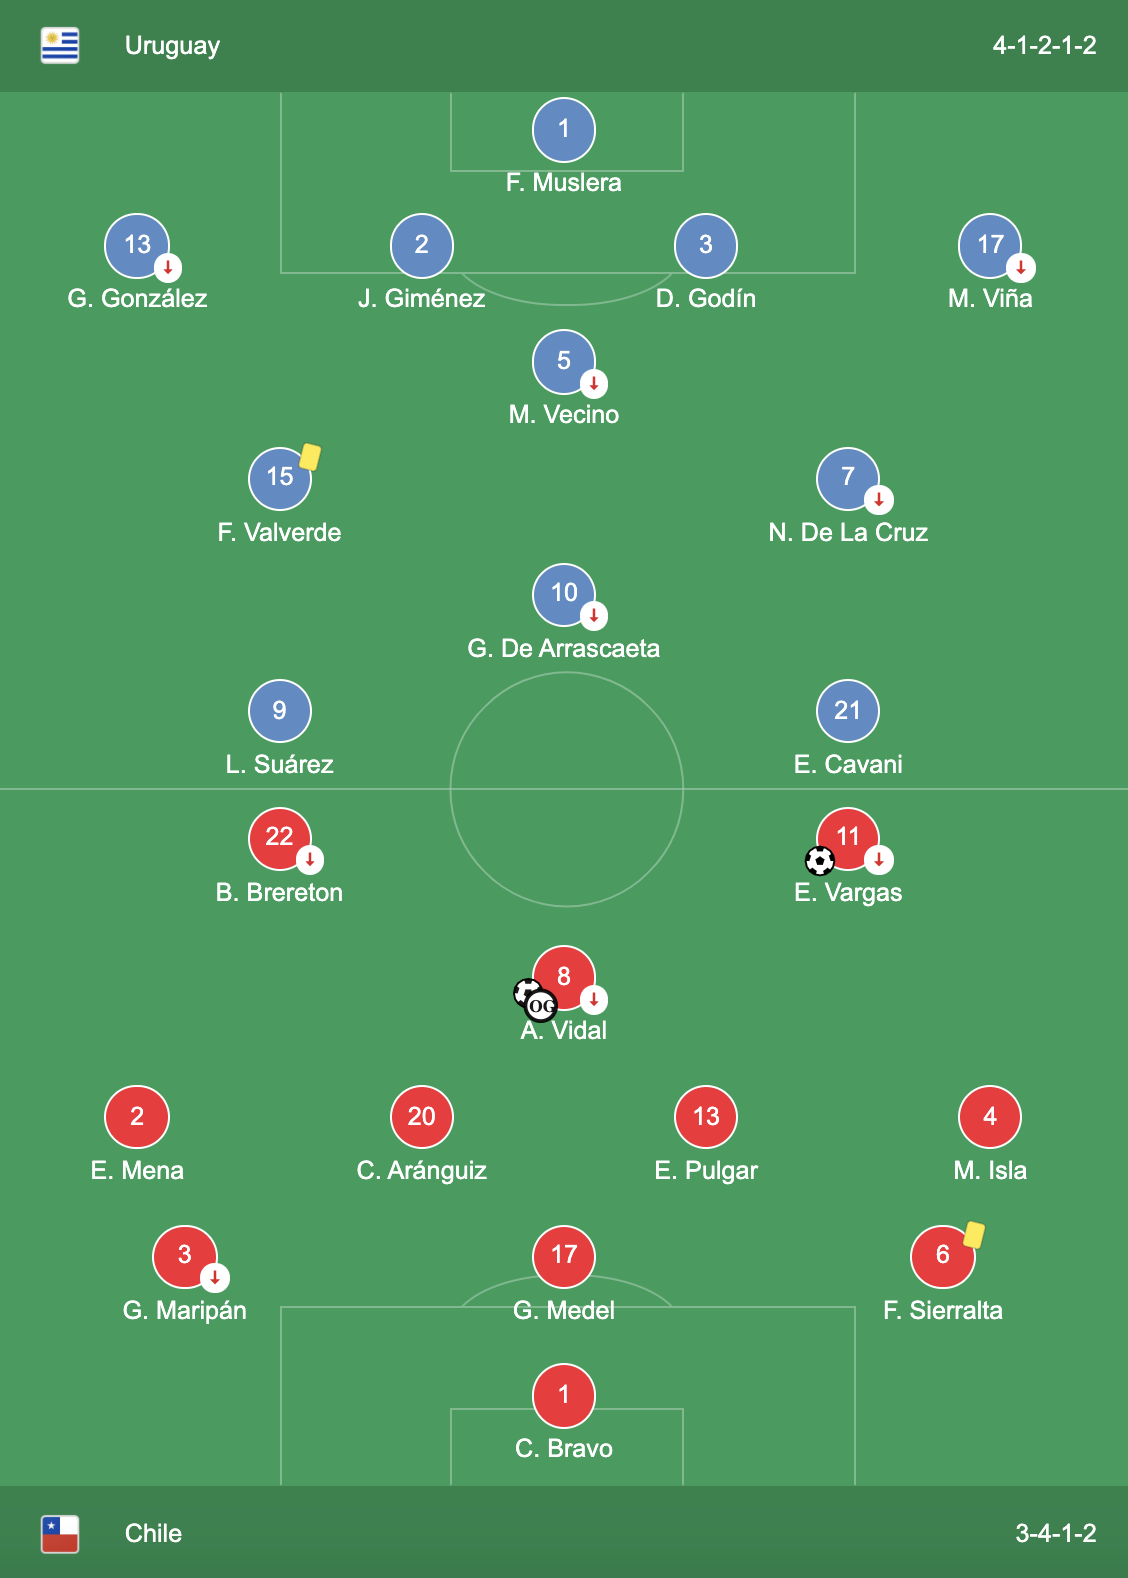 Uruguay 4-1-2-1-2
1
F. Muslera
13 2 3 17
G. González J. Giménez D. Godín M. Viña
5
M. Vecino
15 7
F. Valverde N. De La Cruz
10
G. De Arrascaeta
9 21
L. Suárez E. Cavani
22 11
B. Brereton E. Vargas
8
OG
A. Vidal
2 20 13 4
E. Mena C. Aránguiz E. Pulgar M. Isla
3 17 6
G. Maripán G. Medel F. Sierralta
1
C. Bravo
Chile 3-4-1-2